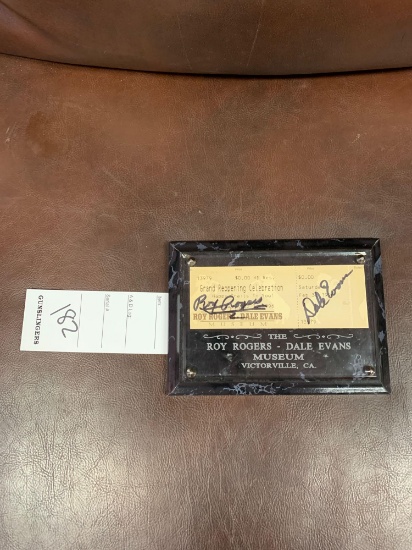 Grand Reopening Celebration
Roy Rogers
Dale Evans
ROY ROGERS - DALE EVANS
THE
ROY ROGERS - DALE EVANS
MUSEUM
VICTORVILLE, CA.
182
GUNSLINGERS